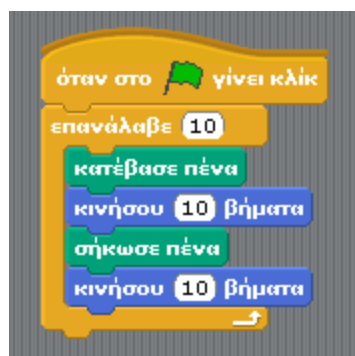 όταν στο γίνει κλικ
επανάλαβε 10
κατέβασε πένα
κινήσου 10 βήματα
σήκωσε πένα
κινήσου 10 βήματα